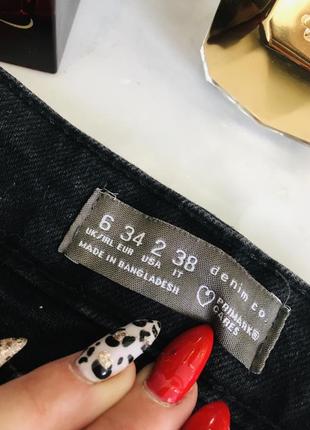 6 34 2 38 denim co.
UK/IRL EUR USA IT
MADE IN BANGLADESH
PRIMARK®
CARES